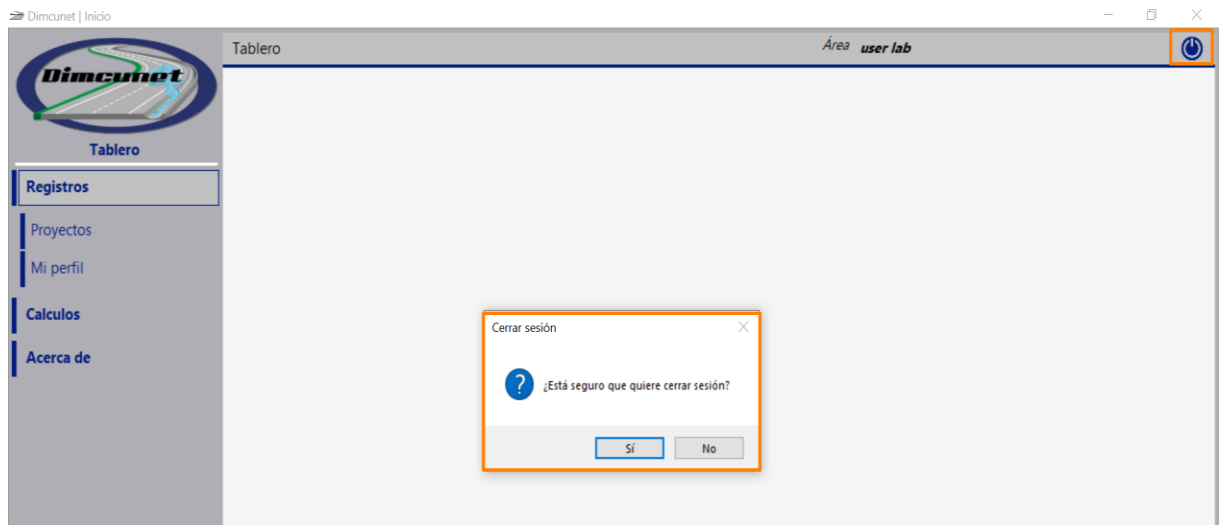 Dimcunet | Inicio
Dimcunet
Tablero
Área user lab
Tablero
Registros
Proyectos
Mi perfil
Calculos
Acerca de
Cerrar sesión
¿Está seguro que quiere cerrar sesión?
Sí
No